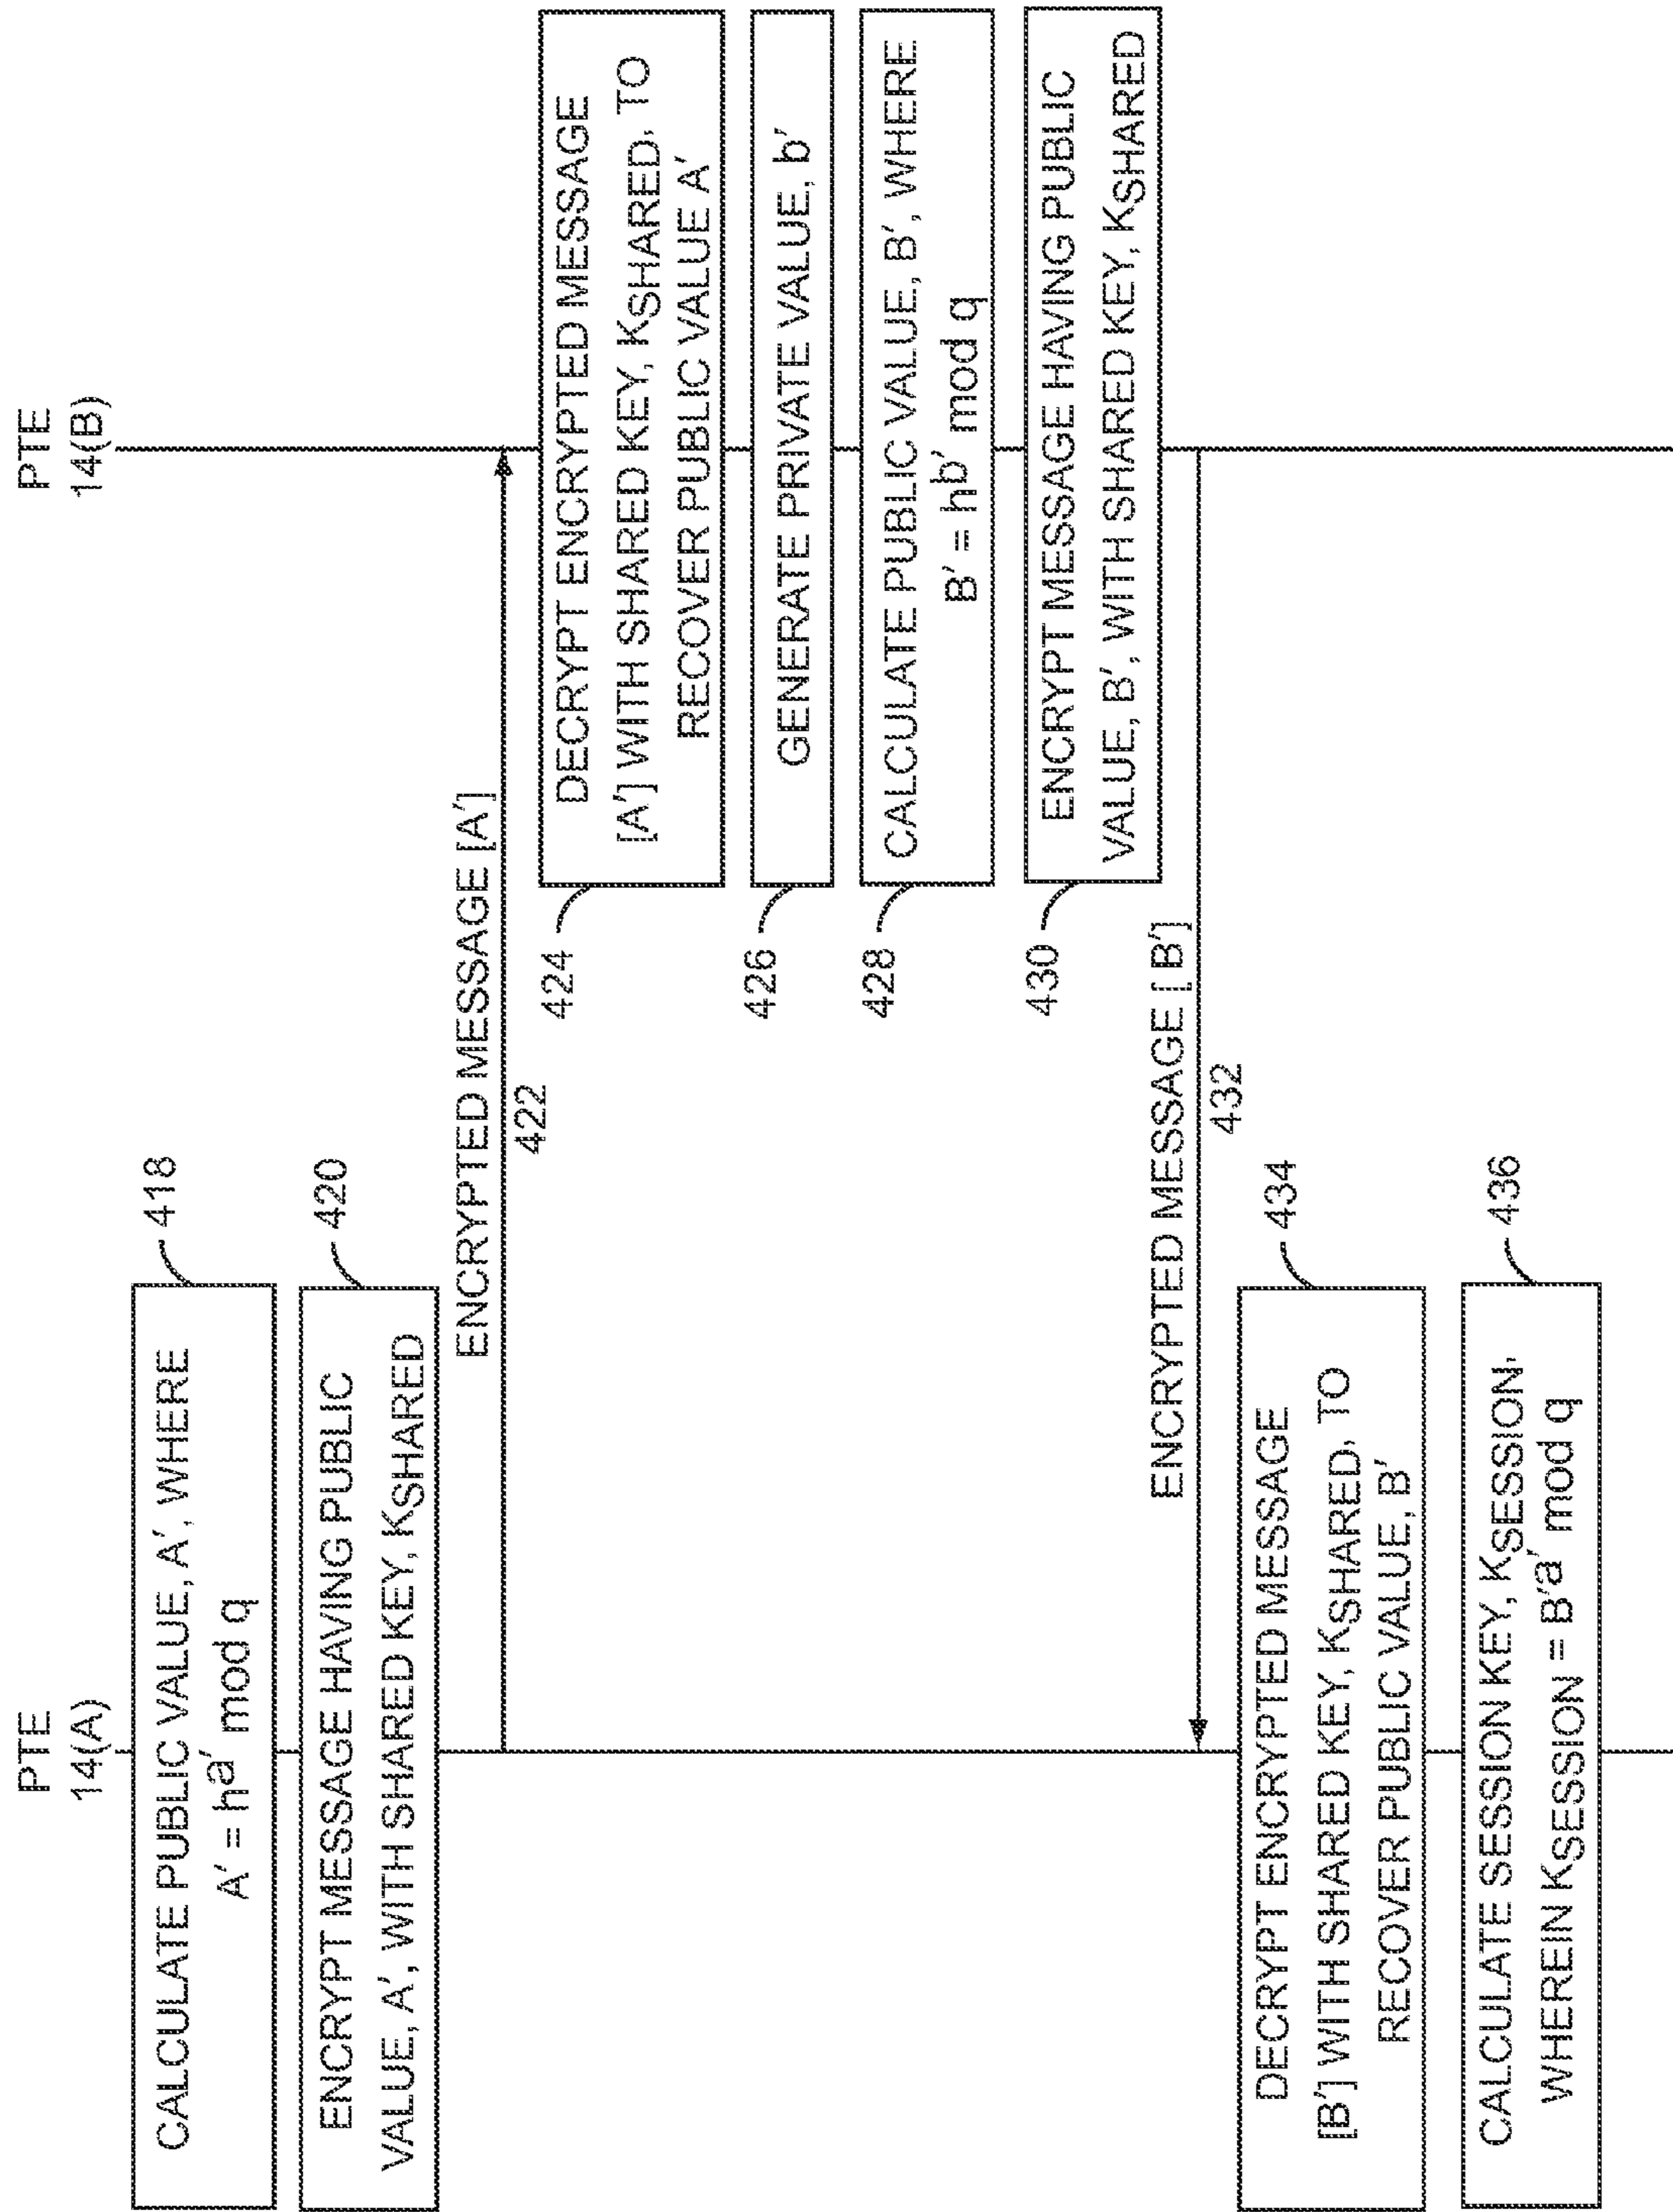 PTE
14(A)
PTE
14(B)
CALCULATE PUBLIC VALUE, A′, WHERE
A′ = ha′ mod q
418
ENCRYPT MESSAGE HAVING PUBLIC
VALUE, A′, WITH SHARED KEY, KSHARED
420
ENCRYPTED MESSAGE [A′]
422
DECRYPT ENCRYPTED MESSAGE
[A′] WITH SHARED KEY, KSHARED, TO
RECOVER PUBLIC VALUE A′
424
GENERATE PRIVATE VALUE, b′
426
CALCULATE PUBLIC VALUE, B′, WHERE
B′ = hb′ mod q
428
ENCRYPT MESSAGE HAVING PUBLIC
VALUE, B′, WITH SHARED KEY, KSHARED
430
ENCRYPTED MESSAGE [ B′]
432
DECRYPT ENCRYPTED MESSAGE
[B′] WITH SHARED KEY, KSHARED, TO
RECOVER PUBLIC VALUE, B′
434
CALCULATE SESSION KEY, KSESSION,
WHEREIN KSESSION = B′a′ mod q
436